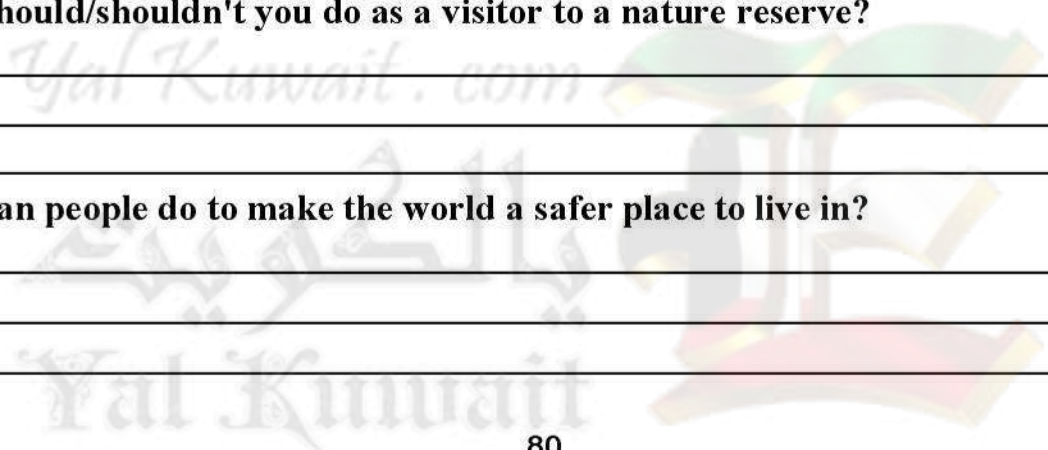 hould/shouldn't you do as a visitor to a nature reserve?
Yal Kuwait . com
an people do to make the world a safer place to live in?
يالكويت
Yal Kuwait
80